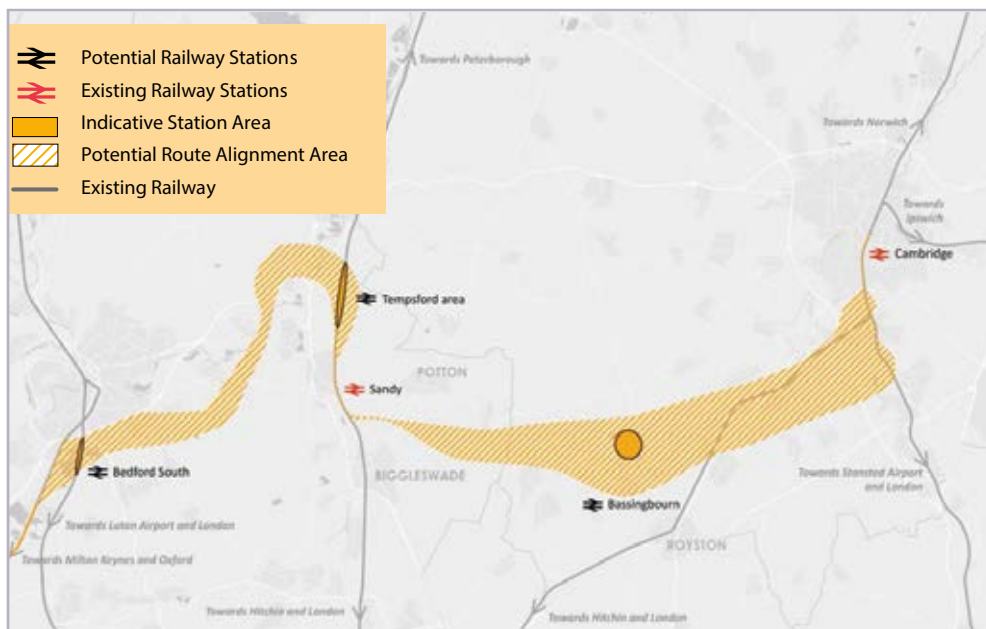 Potential Railway Stations
Existing Railway Stations
Indicative Station Area
Potential Route Alignment Area
Existing Railway
Towards Peterborough
Towards Norwich
Towards
Ipswich
Cambridge
Tempsford area
POTTON
Sandy
Bedford South
BIGGLESWADE
Towards Stansted Airport
and London
Bassingbourn
Towards Luton Airport and London
ROYSTON
Towards Milton Keynes and Oxford
Towards Hitchin and London
Towards Hitchin and London